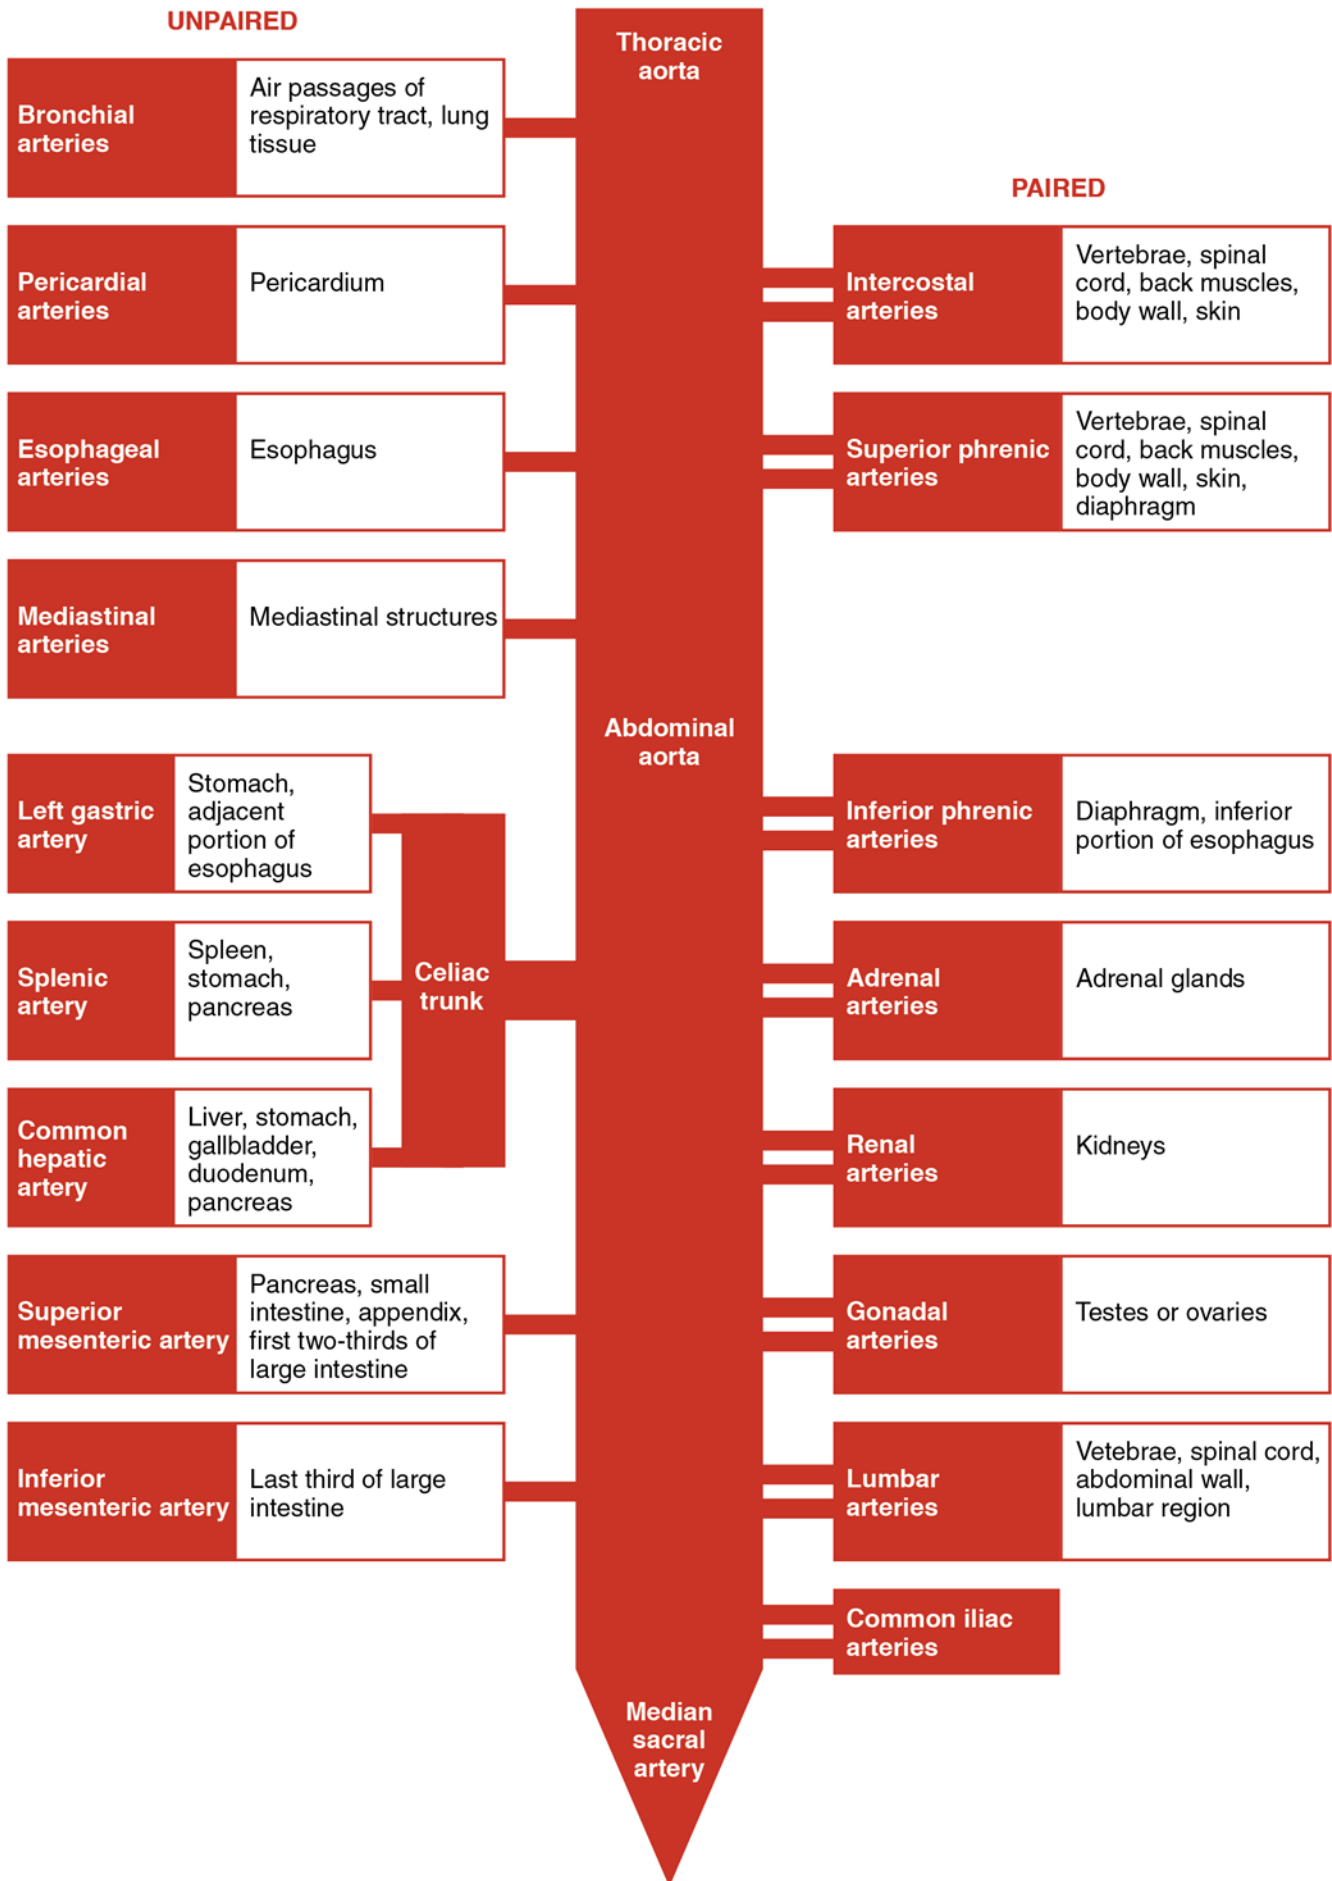 UNPAIRED
Thoracic
aorta
Bronchial
arteries
Air passages of
respiratory tract, lung
tissue
PAIRED
Pericardial
arteries
Pericardium
Intercostal
arteries
Vertebrae, spinal
cord, back muscles,
body wall, skin
Esophageal
arteries
Esophagus
Superior phrenic
arteries
Vertebrae, spinal
cord, back muscles,
body wall, skin,
diaphragm
Mediastinal
arteries
Mediastinal structures
Abdominal
aorta
Left gastric
artery
Stomach,
adjacent
portion of
esophagus
Inferior phrenic
arteries
Diaphragm, inferior
portion of esophagus
Splenic
artery
Spleen,
stomach,
pancreas
Celiac
trunk
Adrenal
arteries
Adrenal glands
Common
hepatic
artery
Liver, stomach,
gallbladder,
duodenum,
pancreas
Renal
arteries
Kidneys
Superior
mesenteric artery
Pancreas, small
intestine, appendix,
first two-thirds of
large intestine
Gonadal
arteries
Testes or ovaries
Inferior
mesenteric artery
Last third of large
intestine
Lumbar
arteries
Vetebrae, spinal cord,
abdominal wall,
lumbar region
Common iliac
arteries
Median
sacral
artery